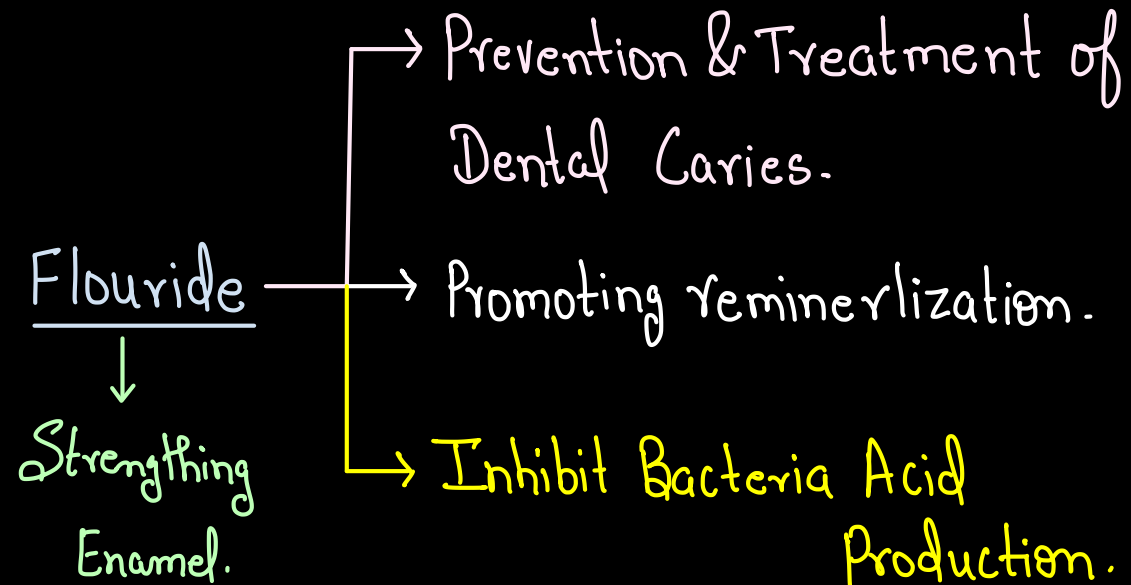 Prevention & Treatment of
Dental Caries.
Flouride
Promoting reminerlization.
Strengthing
Enamel.
Inhibit Bacteria Acid
Production.